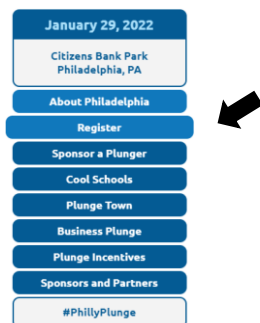 January 29, 2022
Citizens Bank Park
Philadelphia, PA
About Philadelphia
Register
Sponsor a Plunger
Cool Schools
Plunge Town
Business Plunge
Plunge Incentives
Sponsors and Partners
#PhillyPlunge